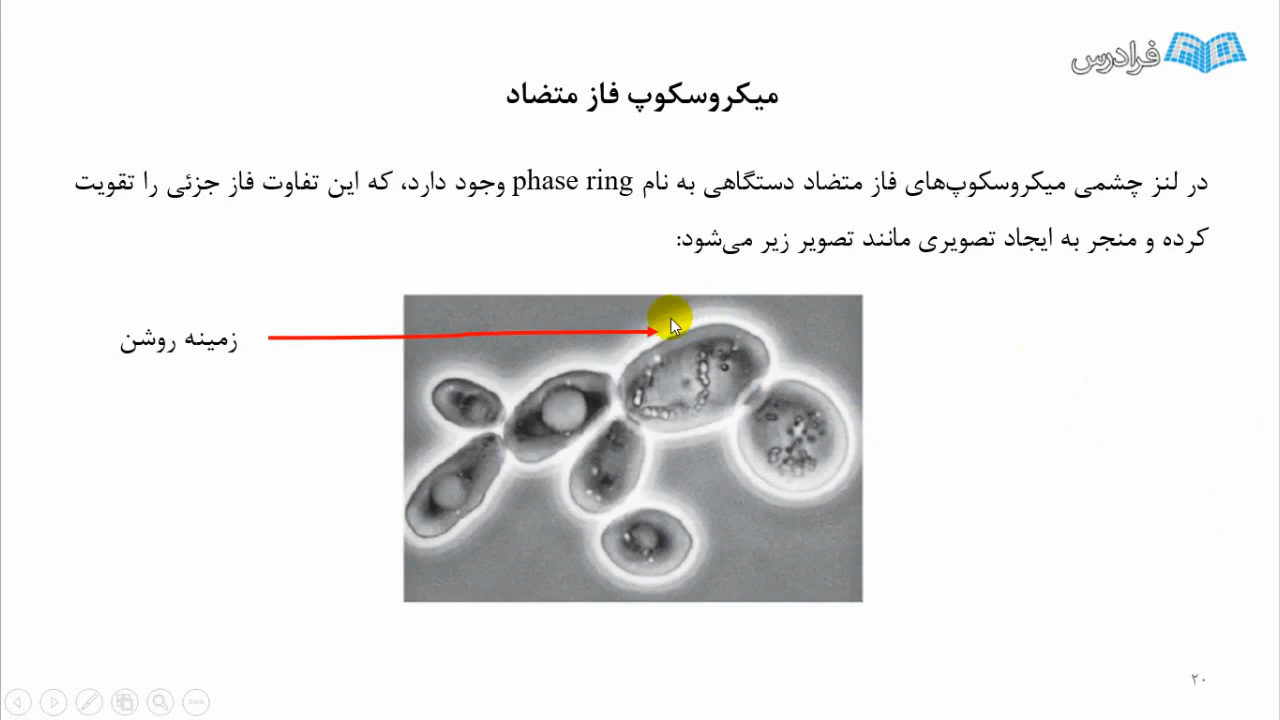 فرادرس
میکروسکوپ فاز متضاد
در لنز چشمی میکروسکوپ‌های فاز متضاد دستگاهی به نام phase ring وجود دارد، که این تفاوت فاز جزئی را تقویت
کرده و منجر به ایجاد تصویری مانند تصویر زیر می‌شود:
زمینه روشن
۲۰